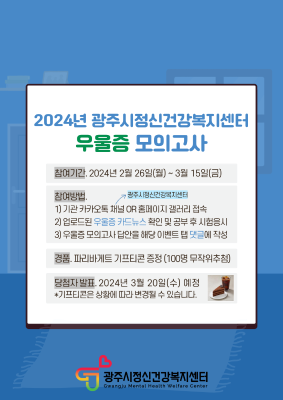 2024년 광주시정신건강복지센터
우울증 모의고사
참여기간. 2024년 2월 26일(월) ~ 3월 15일(금)
참여방법.
광주시정신건강복지센터
1) 기관 카카오톡 채널 OR 홈페이지 갤러리 접속
2) 업로드된 우울증 카드뉴스 확인 및 공부 후 시험응시
3) 우울증 모의고사 답안을 해당 이벤트 탭 댓글에 작성
경품. 파리바게트 기프티콘 증정 (100명 무작위추첨)
당첨자 발표. 2024년 3월 20일(수) 예정
*기프티콘은 상황에 따라 변경될 수 있습니다.
광주시정신건강복지센터
Gwangju Mental Health Welfare Center